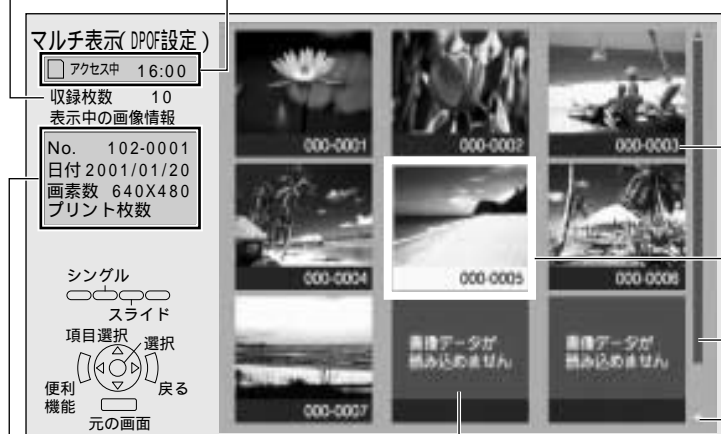 マルチ表示(DPOF設定)
アクセス中 16:00
収録枚数 10
表示中の画像情報
No. 102-0001
日付 2001/01/20
画素数 640X480
プリント枚数
シングル
スライド
項目選択
選択
便利
機能
戻る
元の画面
000-0001
000-0002
000-0003
000-0004
000-0005
000-0006
000-0007
画像データが
読み込めません
画像データが
読み込めません